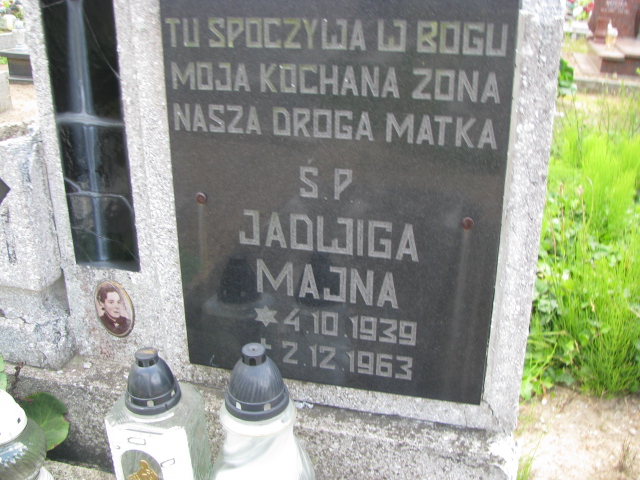 TU SPOCZYWA W BOGU
MOJA KOCHANA ZONA
NASZA DROGA MATKA
Ś.P
JADWIGA
MAJNA
* 4.10.1939
+ 2.12.1963